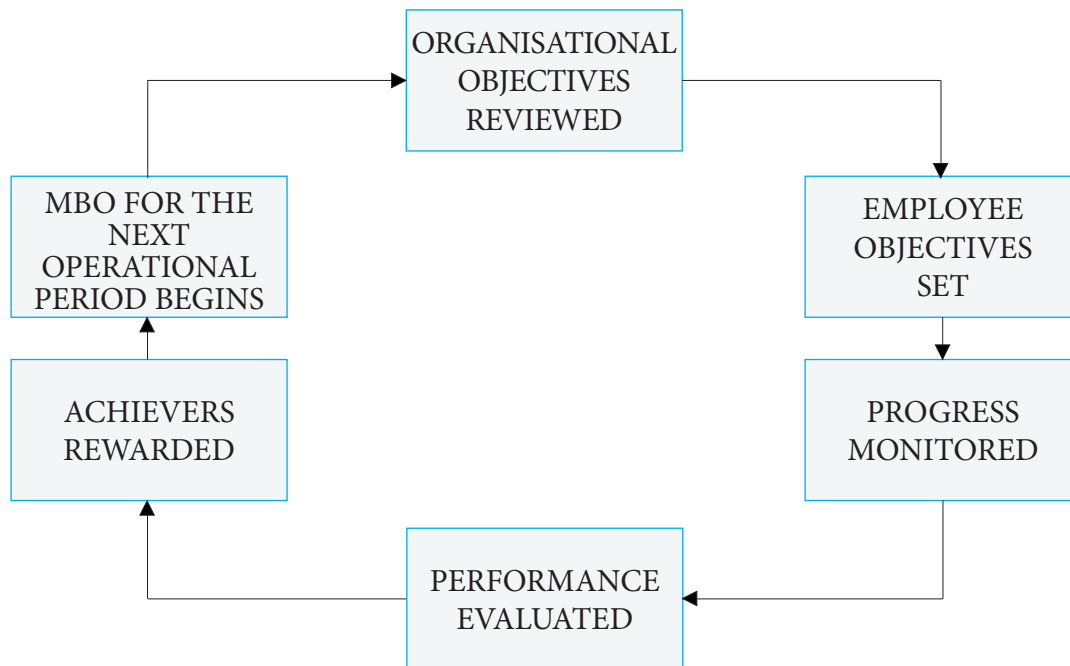 ORGANISATIONAL
OBJECTIVES
REVIEWED
EMPLOYEE
OBJECTIVES
SET
PROGRESS
MONITORED
PERFORMANCE
EVALUATED
ACHIEVERS
REWARDED
MBO FOR THE
NEXT
OPERATIONAL
PERIOD BEGINS